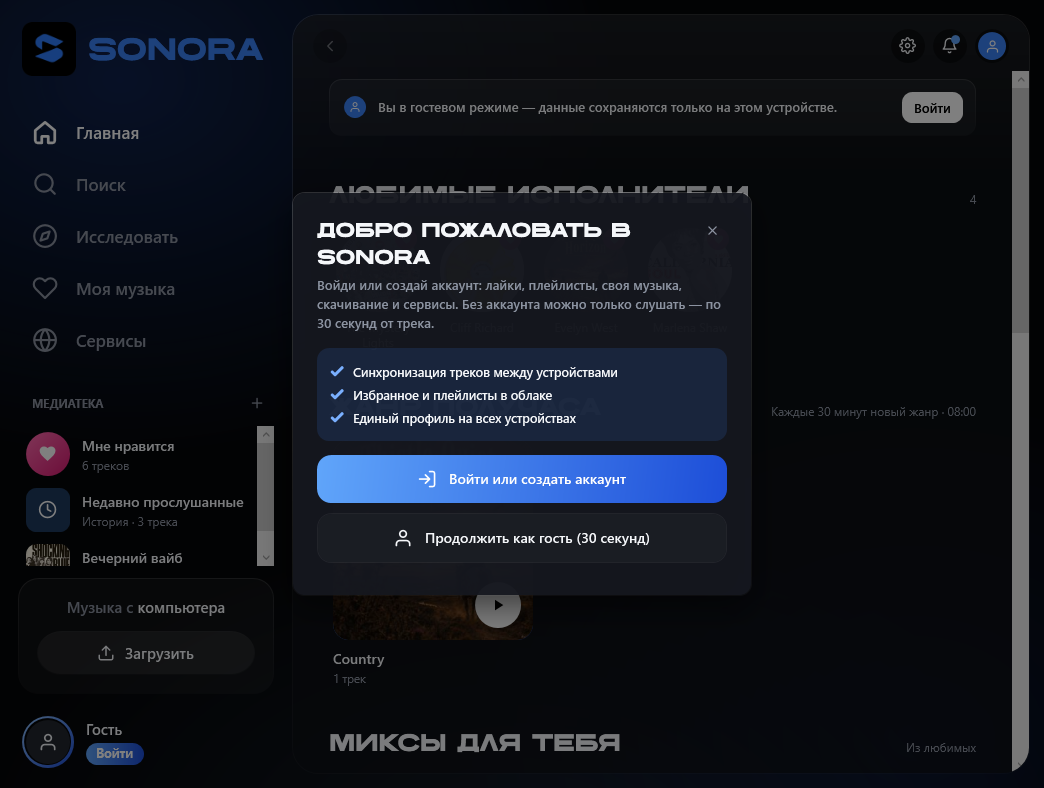 SONORA
Главная
Поиск
Исследовать
Моя музыка
Сервисы
МЕДИАТЕКА
Мне нравится
6 треков
Недавно прослушанные
История · 3 трека
Вечерний вайб
Музыка с компьютера
Загрузить
Гость
Войти
Вы в гостевом режиме — данные сохраняются только на этом устройстве.
Войти
ЛЮБИМЫЕ ИСПОЛНИТЕЛИ
4
ДОБРО ПОЖАЛОВАТЬ В
SONORA
Войди или создай аккаунт: лайки, плейлисты, своя музыка,
скачивание и сервисы. Без аккаунта можно только слушать — по
30 секунд от трека.
Синхронизация треков между устройствами
Избранное и плейлисты в облаке
Единый профиль на всех устройствах
Войти или создать аккаунт
Продолжить как гость (30 секунд)
Каждые 30 минут новый жанр · 08:00
Country
1 трек
МИКСЫ ДЛЯ ТЕБЯ
Из любимых